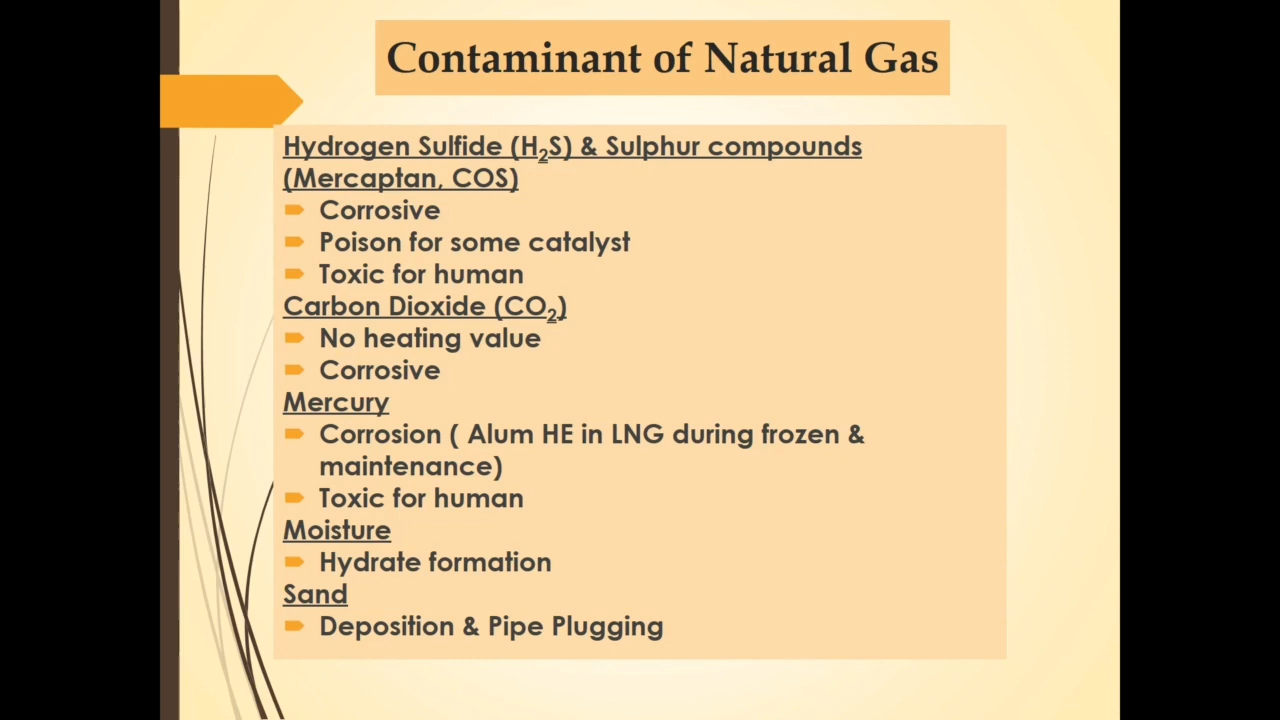 Contaminant of Natural Gas
Hydrogen Sulfide (H₂S) & Sulphur compounds
(Mercaptan, COS)
Corrosive
Poison for some catalyst
Toxic for human
Carbon Dioxide (CO₂)
No heating value
Corrosive
Mercury
Corrosion ( Alum HE in LNG during frozen &
maintenance)
Toxic for human
Moisture
Hydrate formation
Sand
Deposition & Pipe Plugging